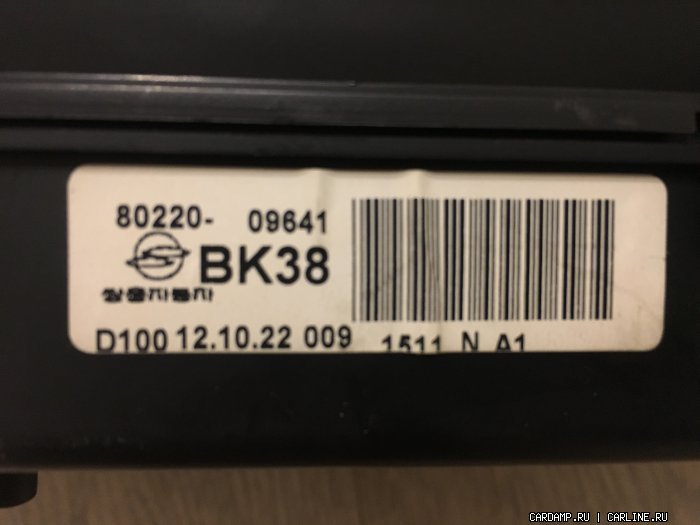 80220- 09641
BK38
쌍용자동차
D100 12.10.22 009 1511 N A1
CARDAMP.RU | CARLINE.RU